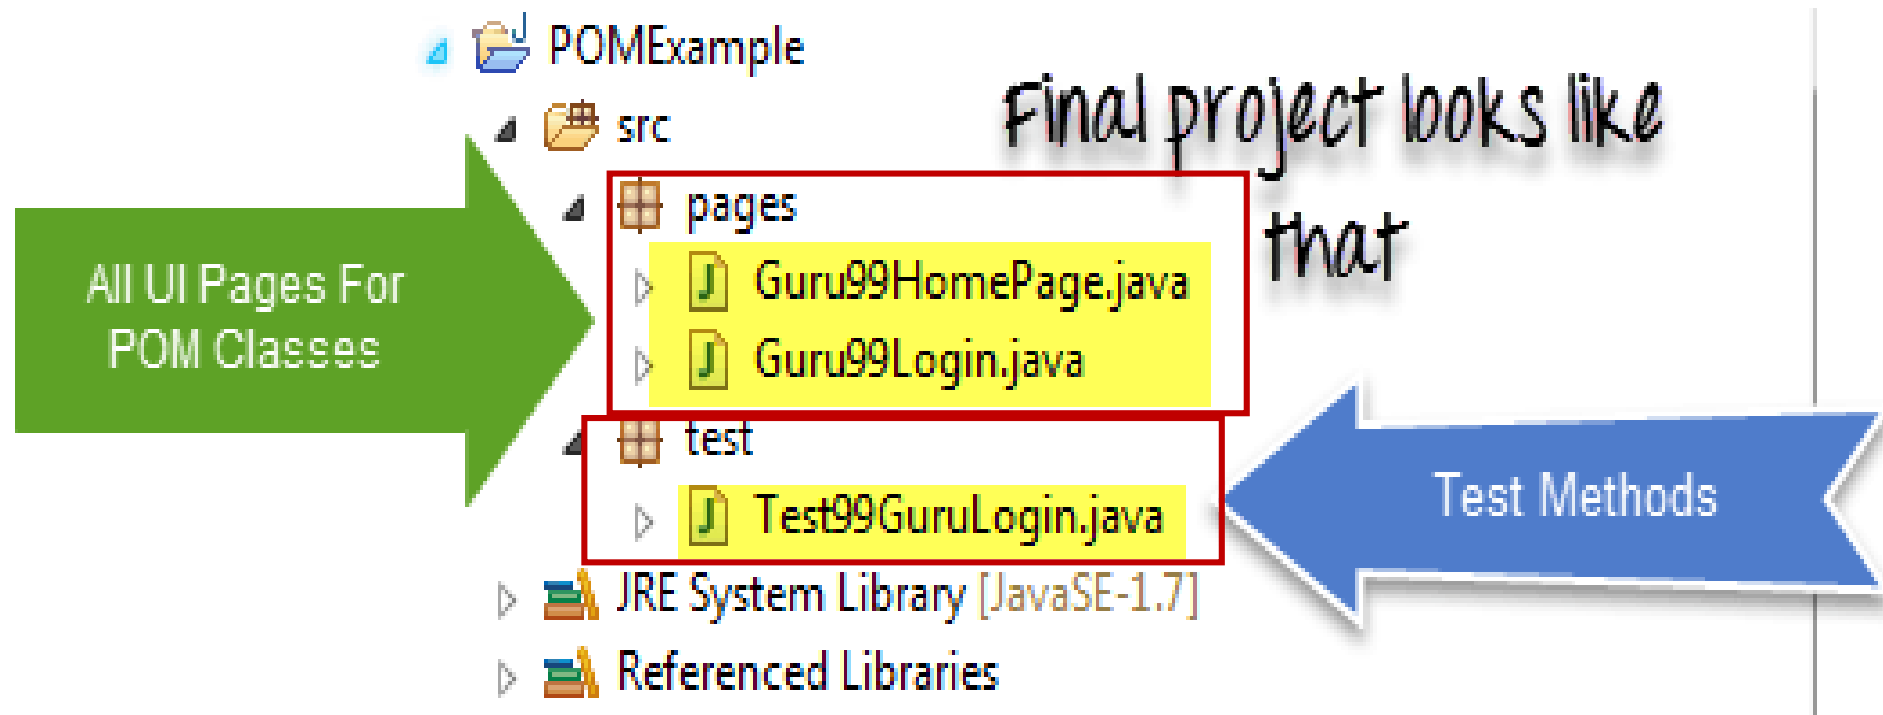 POMExample
src
Final project looks like
that
pages
Guru99HomePage.java
Guru99Login.java
All UI Pages For
POM Classes
test
Test99GuruLogin.java
Test Methods
JRE System Library [JavaSE-1.7]
Referenced Libraries